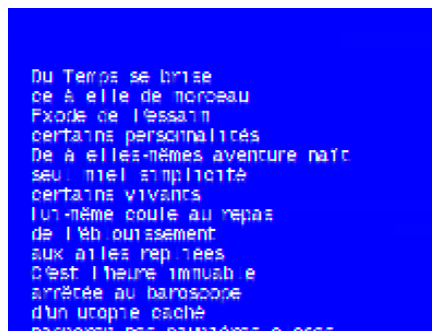 Du Temps se brise
de à elle de morceau
Exode de l'essaim
certains personnalités
De à elles-mêmes aventure naît
seul miel simplicité
certains vivants
lui-même coule au repas
de l'éblouissement
aux ailes repliées
C'est l'heure immuable
arrêtée au baroscope
d'un utopie caché